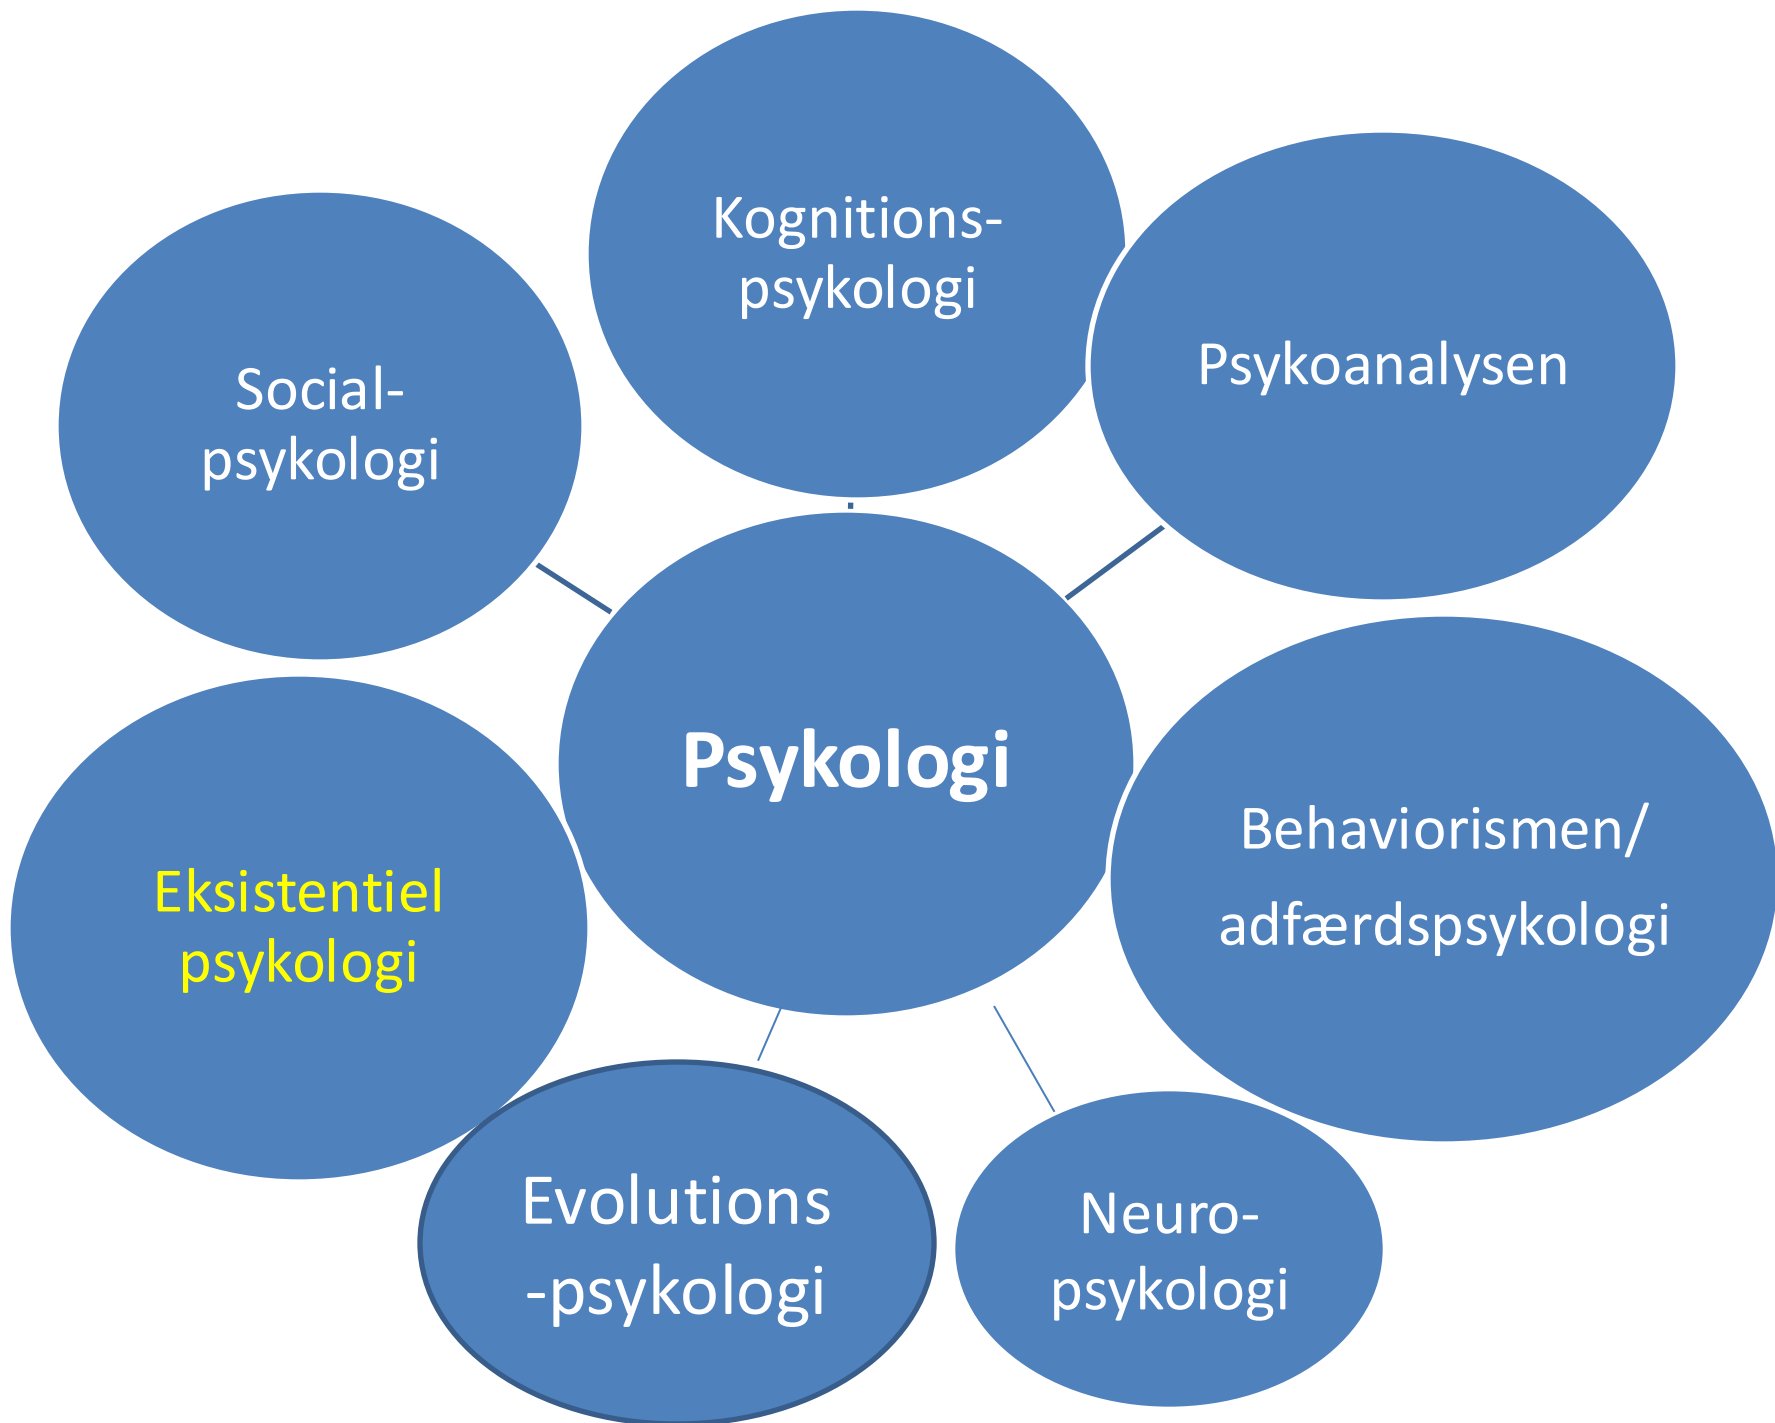 Kognitions-
psykologi
Psykoanalysen
Social-
psykologi
Psykologi
Behaviorismen/
adfærdspsykologi
Eksistentiel
psykologi
Evolutions
-psykologi
Neuro-
psykologi